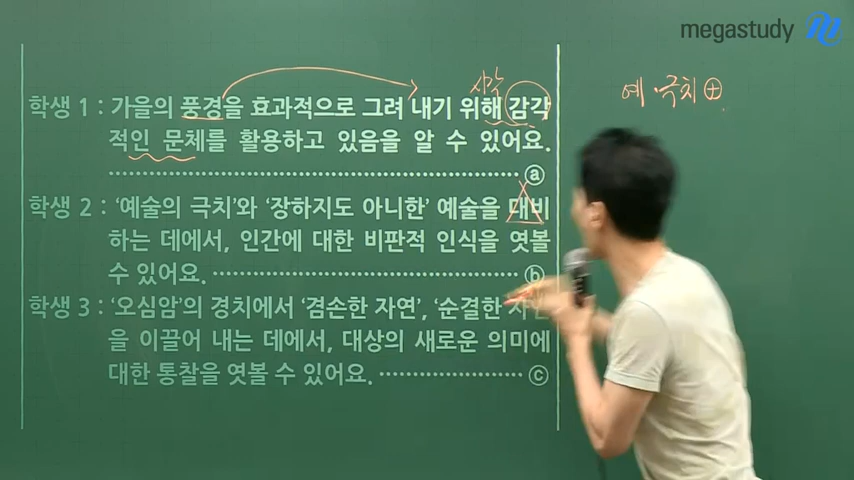 megastudy
시각
예 극치 ⊕
학생 1 : 가을의 풍경을 효과적으로 그려 내기 위해 감각
적인 문체를 활용하고 있음을 알 수 있어요.
ⓐ
학생 2 : ‘예술의 극치’와 ‘장하지도 아니한’ 예술을 대비
하는 데에서, 인간에 대한 비판적 인식을 엿볼
수 있어요. ⓑ
학생 3 : ‘오심암’의 경치에서 ‘겸손한 자연’, ‘순결한 자연
을 이끌어 내는 데에서, 대상의 새로운 의미에
대한 통찰을 엿볼 수 있어요. ⓒ